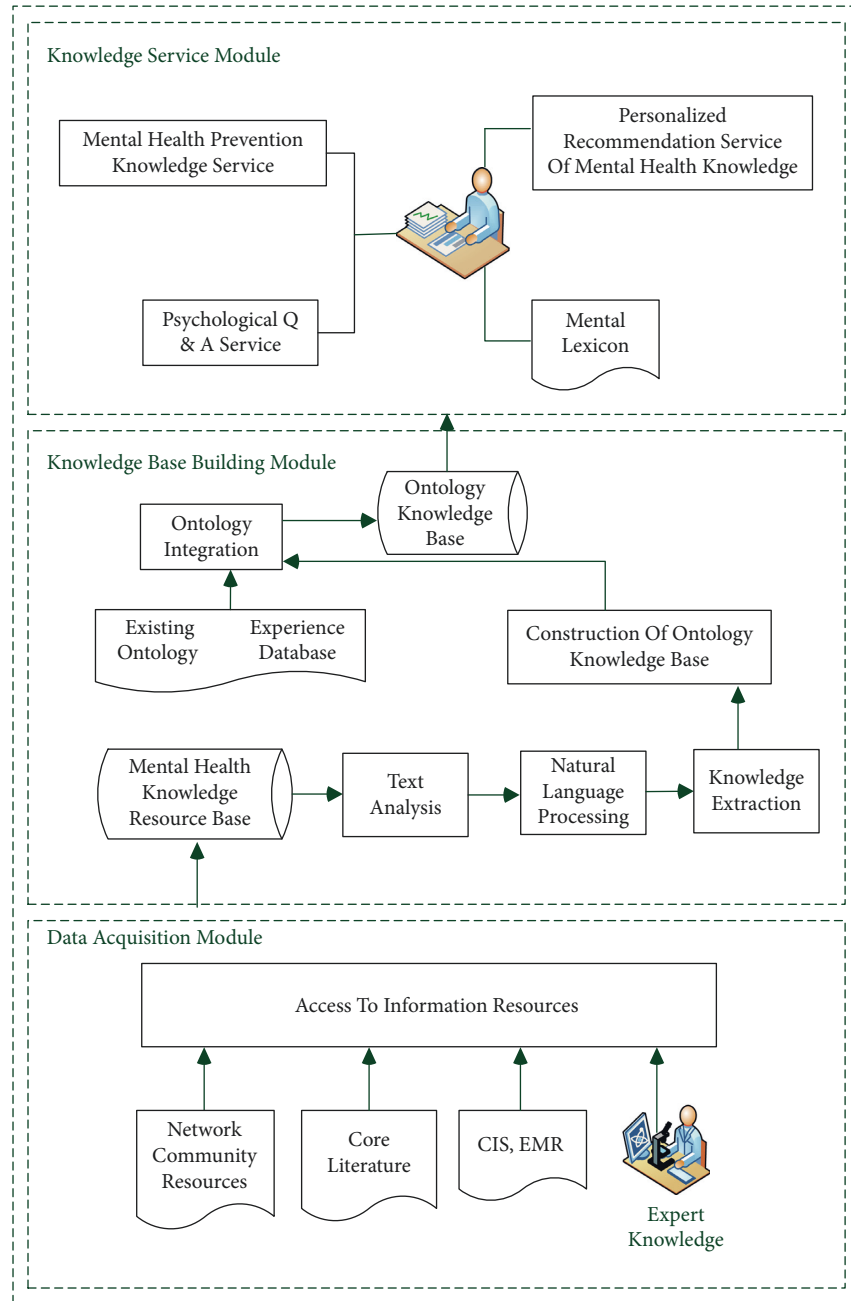 Knowledge Service Module
Mental Health Prevention
Knowledge Service
Personalized
Recommendation Service
Of Mental Health Knowledge
Psychological Q
& A Service
Mental
Lexicon
Knowledge Base Building Module
Ontology
Integration
Ontology
Knowledge
Base
Existing
Ontology
Experience
Database
Construction Of Ontology
Knowledge Base
Mental Health
Knowledge
Resource Base
Text
Analysis
Natural
Language
Processing
Knowledge
Extraction
Data Acquisition Module
Access To Information Resources
Network
Community
Resources
Core
Literature
CIS, EMR
Expert
Knowledge